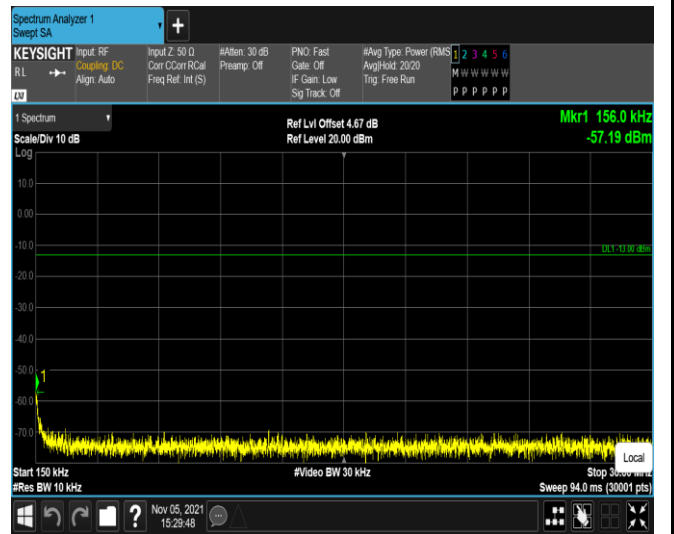 Spectrum Analyzer 1
Swept SA
KEYSIGHT
RL
LXI
Input: RF
Coupling: DC
Align: Auto
Input Z: 50 Ω
Corr CCorr RCal
Freq Ref: Int (S)
#Atten: 30 dB
Preamp: Off
PNO: Fast
Gate: Off
IF Gain: Low
Sig Track: Off
#Avg Type: Power (RMS
Avg|Hold: 20/20
Trig: Free Run
1 2 3 4 5 6
M W W W W W
P P P P P P
1 Spectrum
Scale/Div 10 dB
Log
Ref Lvl Offset 4.67 dB
Ref Level 20.00 dBm
Mkr1 156.0 kHz
-57.19 dBm
10.0
0.00
-10.0
DL1 -13.00 dBm
-20.0
-30.0
-40.0
-50.0
1
-60.0
-70.0
Local
Start 150 kHz
#Video BW 30 kHz
Stop
#Res BW 10 kHz
Sweep 94.0 ms (30001 pts)
?
Nov 05, 2021
15:29:48